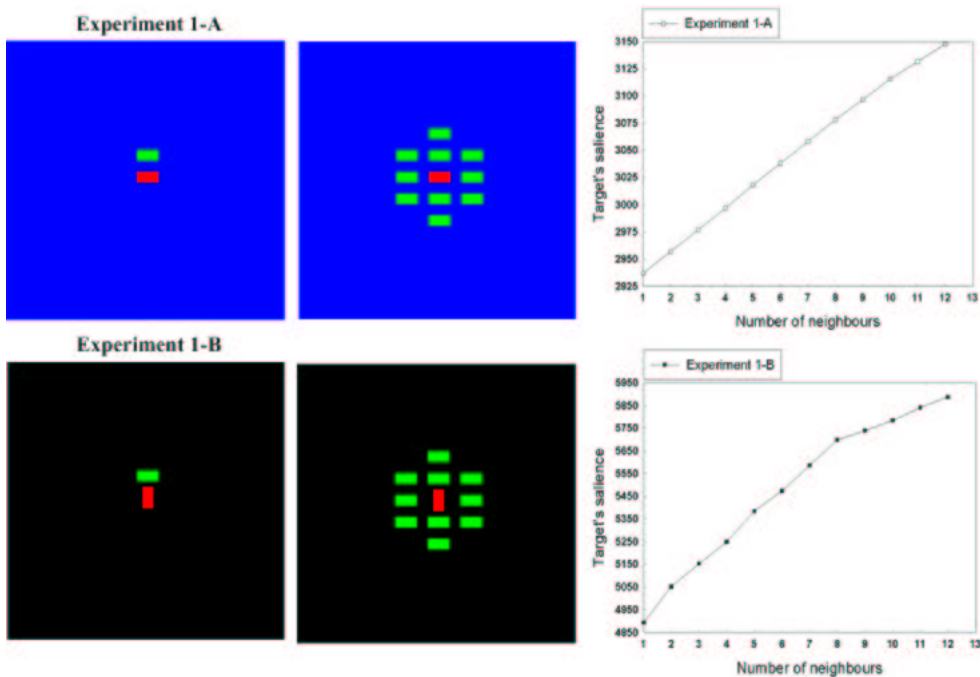 Experiment 1-A
Experiment 1-A
3150
3125
3100
3075
3050
3025
3000
2975
2950
2925
Target's salience
1 2 3 4 5 6 7 8 9 10 11 12 13
Number of neighbours
Experiment 1-B
Experiment 1-B
5950
5850
5750
5650
5550
5450
5350
5250
5150
5050
4950
4850
Target's salience
1 2 3 4 5 6 7 8 9 10 11 12 13
Number of neighbours